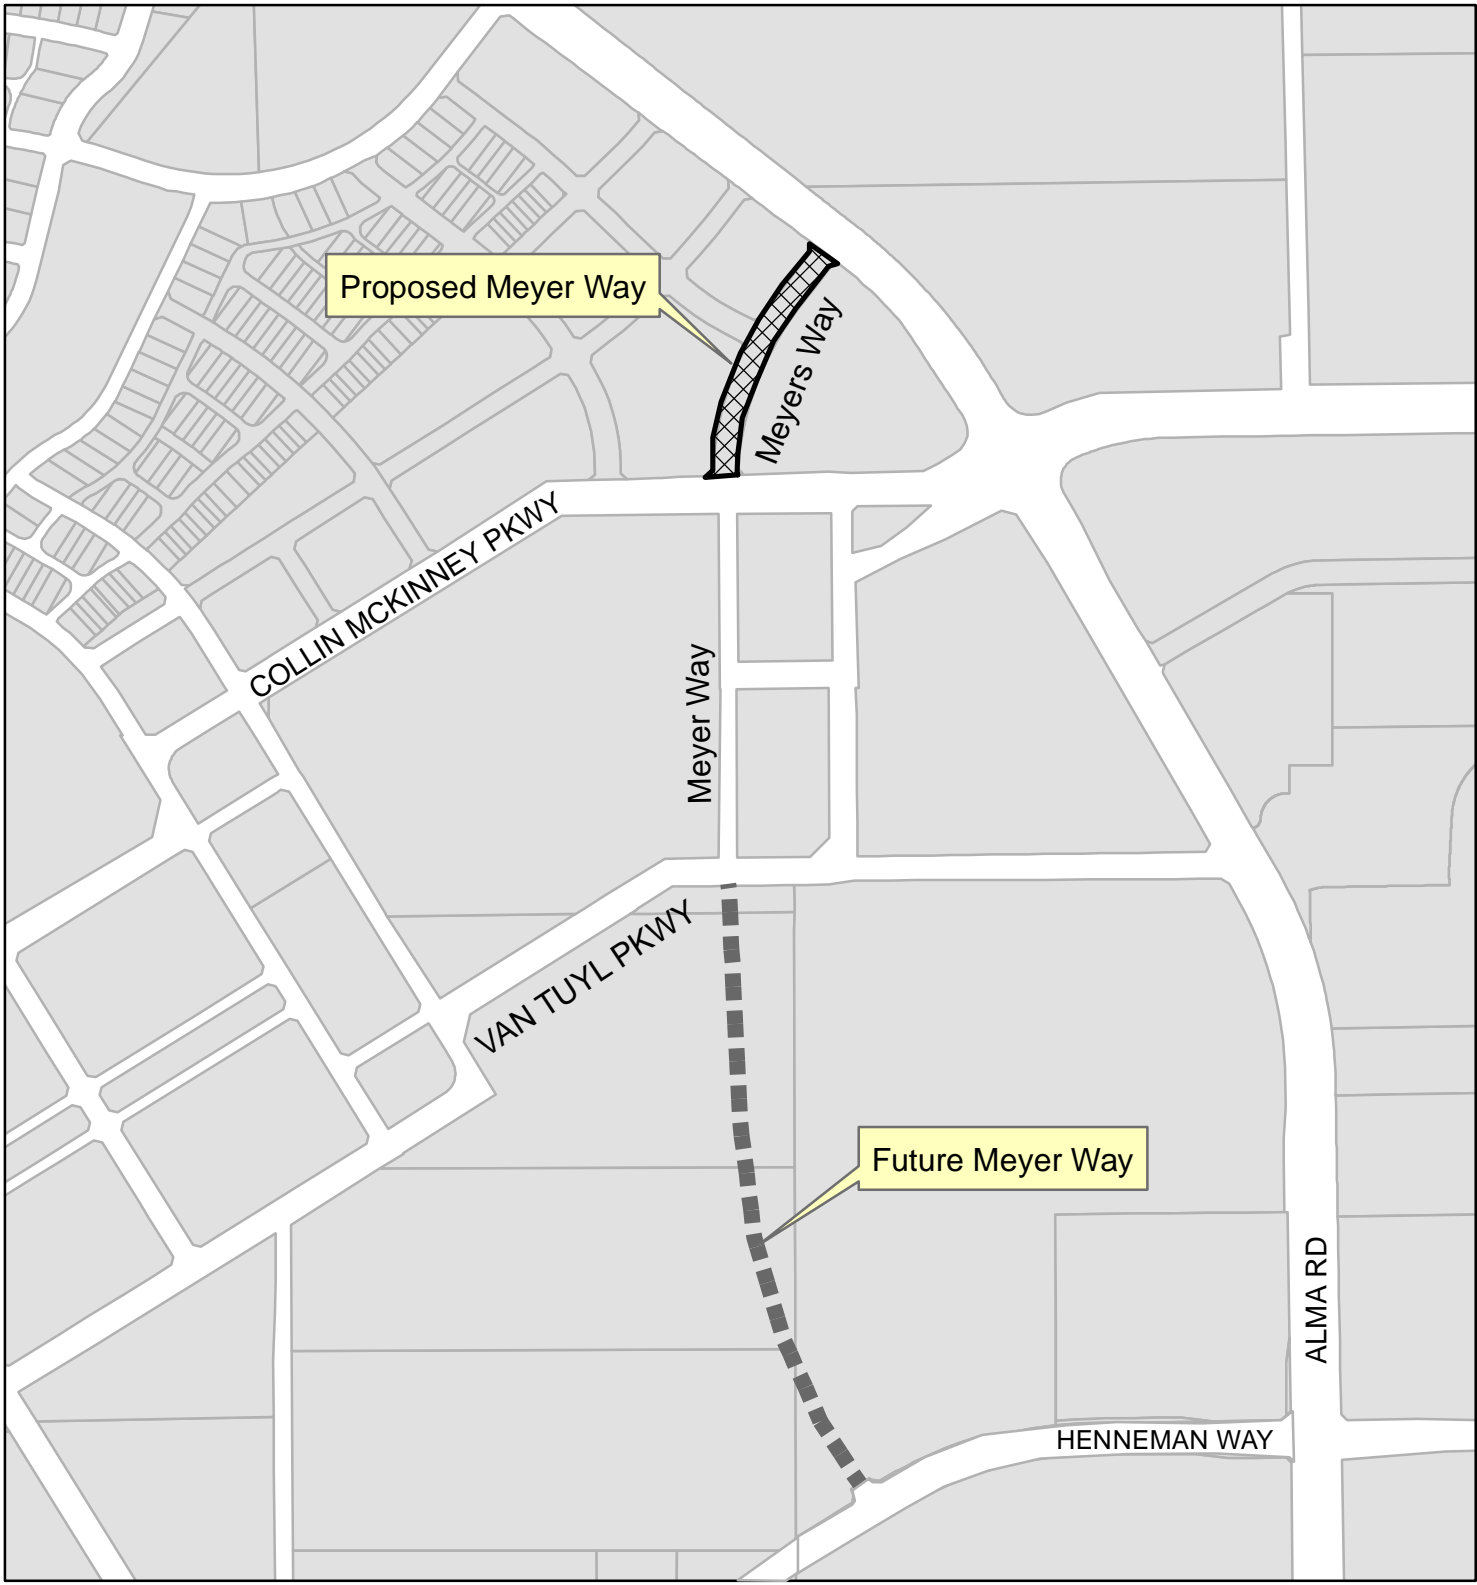 Proposed Meyer Way
Meyers Way
COLLIN MCKINNEY PKWY
Meyer Way
VAN TUYL PKWY
Future Meyer Way
ALMA RD
HENNEMAN WAY